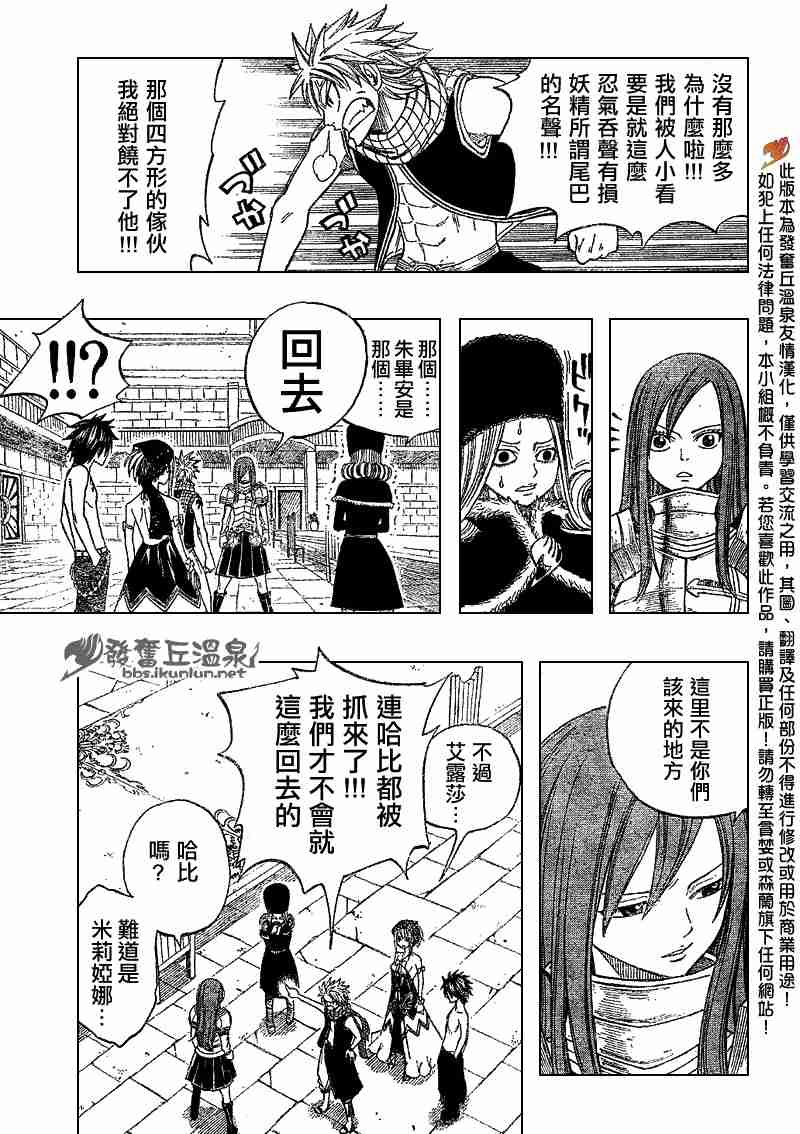 沒有那麼多
為什麼啦!!!
我們被人小看
要是就這麼
忍氣吞聲有損
妖精所謂尾巴
的名聲!!!
那個四方形的傢伙
我絕對饒不了他!!!
ガブ
ガブ
ビク
那個…
朱畢安是
那個…
回去
!!?
這里不是你們
該來的地方
不過
艾露莎…
連哈比都被
抓來了!!!
我們才不會就
這麼回去的
哈比
嗎?
難道是
米莉婭娜…
發奮丘溫泉
bbs.ikunlun.net
此版本為發奮丘溫泉友情漢化，僅供學習交流之用，其圖、翻譯及任何部份不得進行修改或用於商業用途！
如犯上任何法律問題，本小組概不負責。若您喜歡此作品，請購買正版！請勿轉至貪婪或森蘭旗下任何網站！